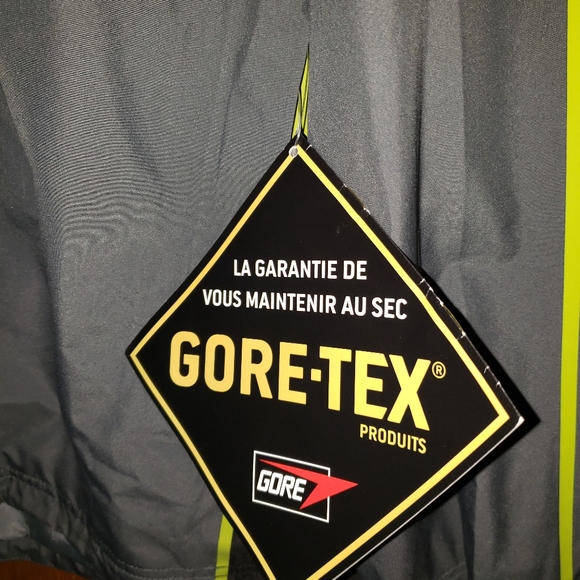 LA GARANTIE DE
VOUS MAINTENIR AU SEC
GORE-TEX®
PRODUITS
GORE